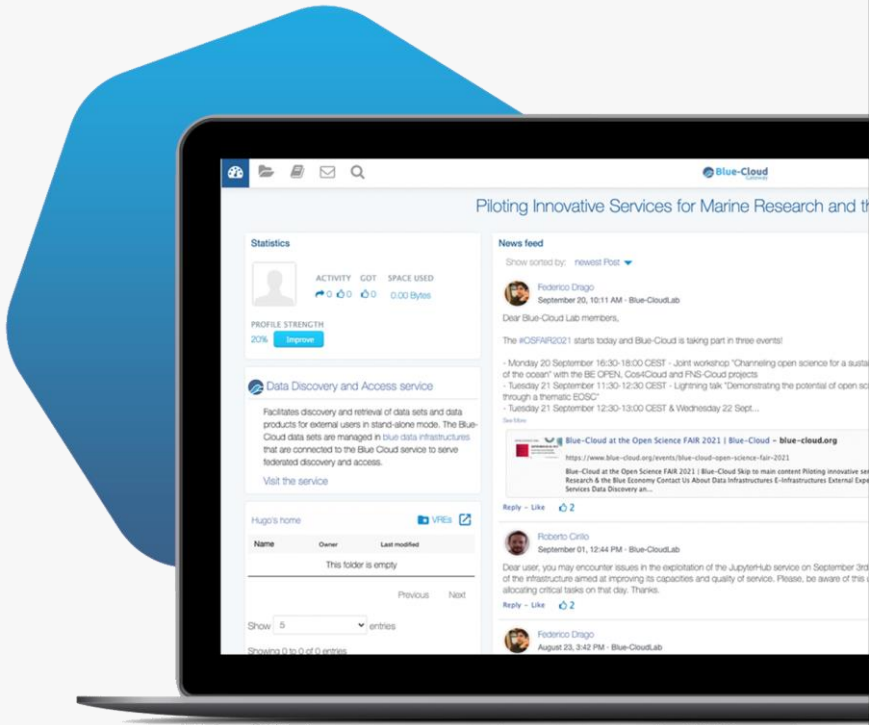 Blue-Cloud
Gateway
Piloting Innovative Services for Marine Research and th
Statistics
ACTIVITY GOT SPACE USED
0 0 0 0.00 Bytes
PROFILE STRENGTH
20% Improve
Data Discovery and Access service
Facilitates discovery and retrieval of data sets and data
products for external users in stand-alone mode. The Blue-
Cloud data sets are managed in blue data infrastructures
that are connected to the Blue Cloud service to serve
federated discovery and access.
Visit the service
Hugo's home VREs
Name Owner Last modified
This folder is empty
Previous Next
Show 5 entries
Showing 0 to 0 of 0 entries
News feed
Show sorted by: newest Post
Federico Drago
September 20, 10:11 AM - Blue-CloudLab
Dear Blue-Cloud Lab members,
The #OSFAIR2021 starts today and Blue-Cloud is taking part in three events!
- Monday 20 September 16:30-18:00 CEST - Joint workshop "Channeling open science for a susta
of the ocean" with the BE OPEN, Cos4Cloud and FNS-Cloud projects
- Tuesday 21 September 11:30-12:30 CEST - Lightning talk "Demonstrating the potential of open sci
through a thematic EOSC"
- Tuesday 21 September 12:30-13:00 CEST & Wednesday 22 Sept...
See More
Blue-Cloud at the Open Science FAIR 2021 | Blue-Cloud - blue-cloud.org
https://www.blue-cloud.org/events/blue-cloud-open-science-fair-2021
Blue-Cloud at the Open Science FAIR 2021 | Blue-Cloud Skip to main content Piloting innovative ser
Research & the Blue Economy Contact Us About Data Infrastructures E-Infrastructures External Expe
Services Data Discovery an...
Reply - Like 2
Roberto Cirillo
September 01, 12:44 PM - Blue-CloudLab
Dear user, you may encounter issues in the exploitation of the JupyterHub service on September 3rd
of the infrastructure aimed at improving its capacities and quality of service. Please, be aware of this u
allocating critical tasks on that day. Thanks.
Reply - Like 2
Federico Drago
August 23, 3:42 PM - Blue-CloudLab